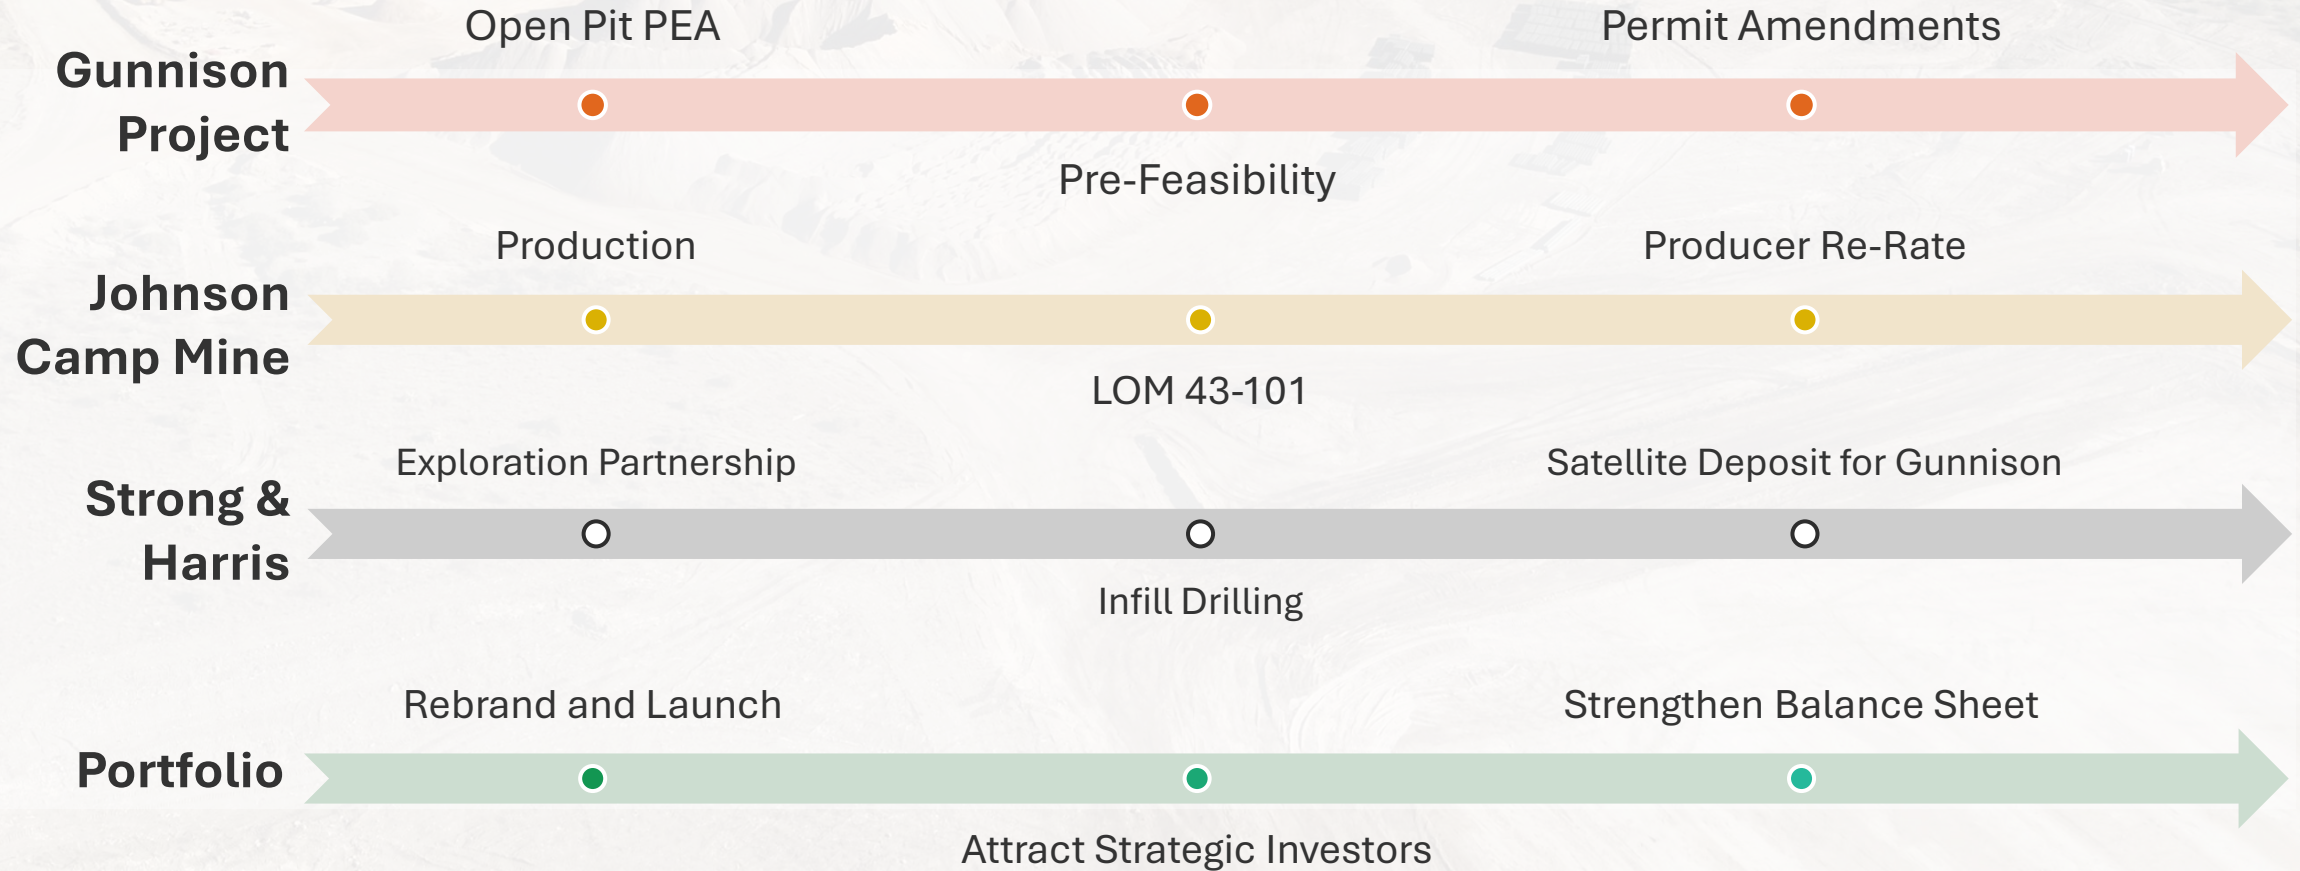 Open Pit PEA
Permit Amendments
Gunnison
Project
Pre-Feasibility
Production
Producer Re-Rate
Johnson
Camp Mine
LOM 43-101
Exploration Partnership
Satellite Deposit for Gunnison
Strong &
Harris
Infill Drilling
Rebrand and Launch
Strengthen Balance Sheet
Portfolio
Attract Strategic Investors